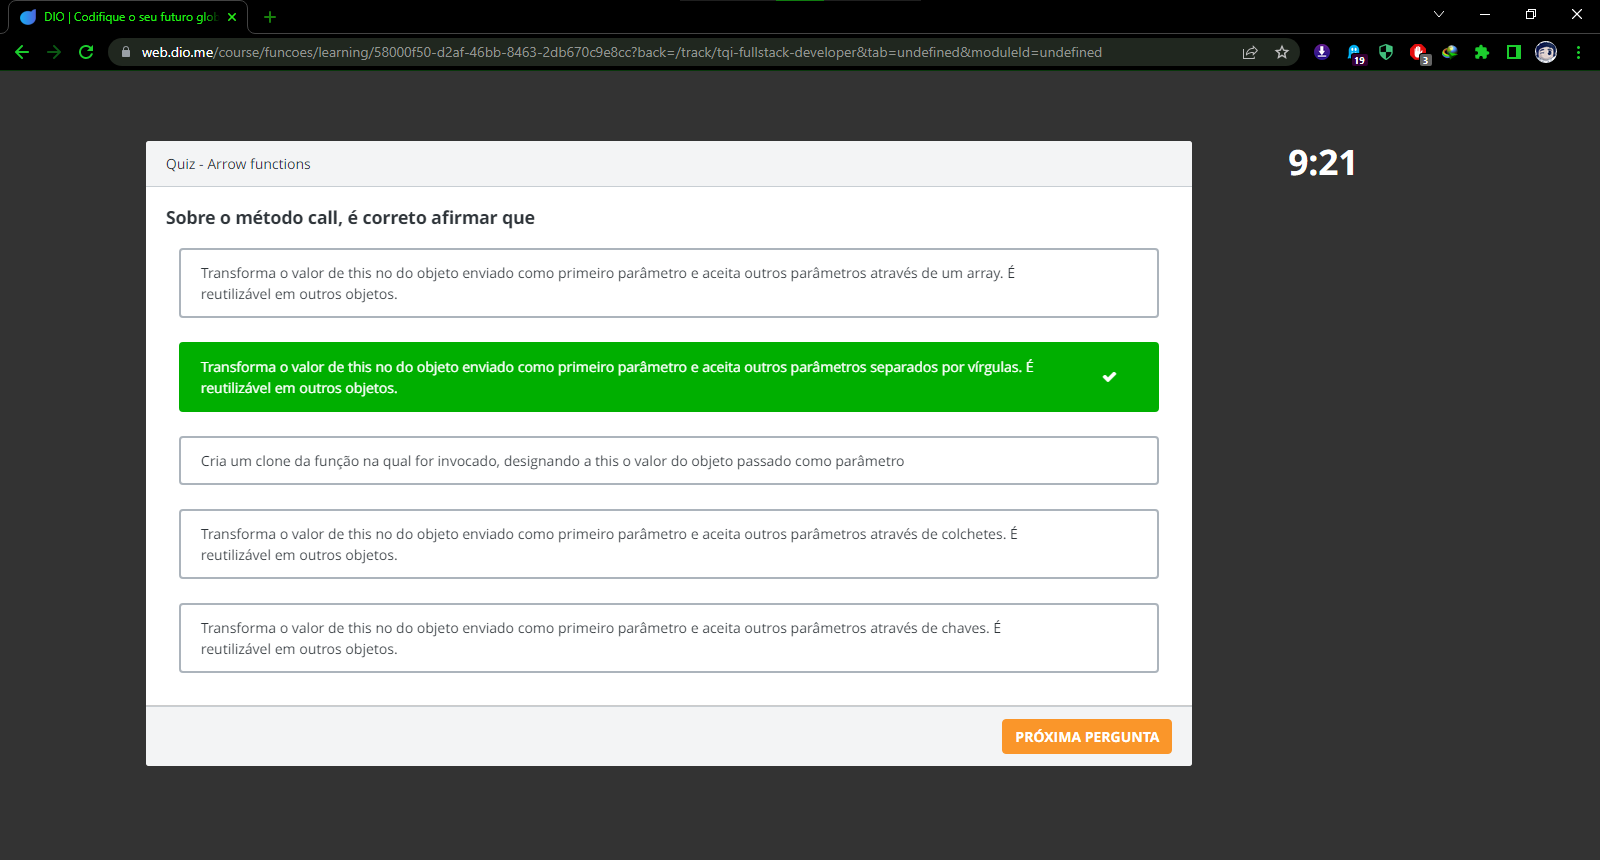 DIO | Codifique o seu futuro glob
web.dio.me/course/funcoes/learning/58000f50-d2af-46bb-8463-2db670c9e8cc?back=/track/tqi-fullstack-developer&tab=undefined&moduleId=undefined
19
3
Quiz - Arrow functions
9:21
Sobre o método call, é correto afirmar que
Transforma o valor de this no do objeto enviado como primeiro parâmetro e aceita outros parâmetros através de um array. É
reutilizável em outros objetos.
Transforma o valor de this no do objeto enviado como primeiro parâmetro e aceita outros parâmetros separados por vírgulas. É
reutilizável em outros objetos.
Cria um clone da função na qual for invocado, designando a this o valor do objeto passado como parâmetro
Transforma o valor de this no do objeto enviado como primeiro parâmetro e aceita outros parâmetros através de colchetes. É
reutilizável em outros objetos.
Transforma o valor de this no do objeto enviado como primeiro parâmetro e aceita outros parâmetros através de chaves. É
reutilizável em outros objetos.
PRÓXIMA PERGUNTA